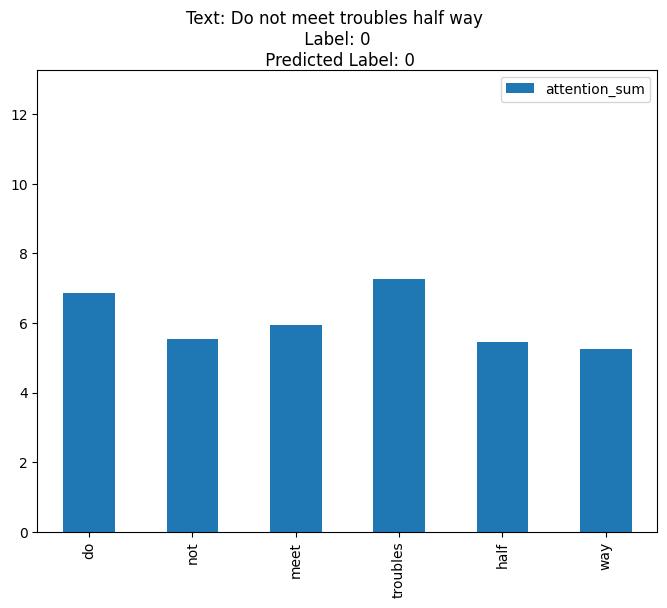 Text: Do not meet troubles half way
Label: 0
Predicted Label: 0
attention_sum
12
10
8
6
4
2
0
do
not
meet
troubles
half
way